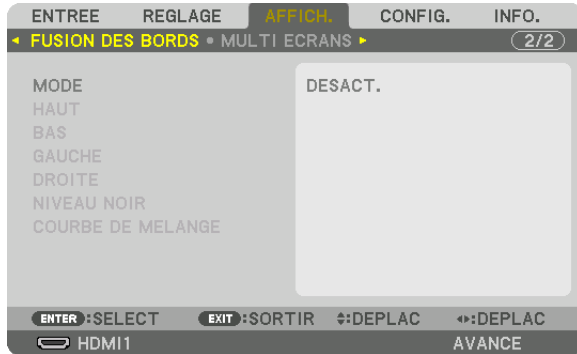 ENTREE REGLAGE AFFICH. CONFIG. INFO.
FUSION DES BORDS • MULTI ECRANS 2/2
MODE DESACT.
HAUT
BAS
GAUCHE
DROITE
NIVEAU NOIR
COURBE DE MELANGE
ENTER :SELECT EXIT :SORTIR :DEPLAC :DEPLAC
HDMI1 AVANCE